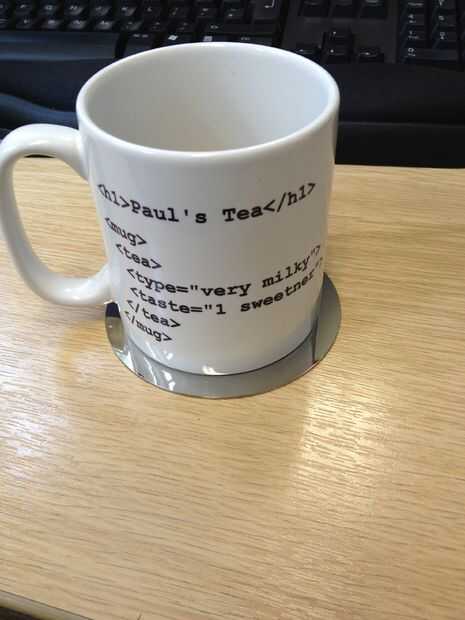 <h1>Paul's Tea</h1>
<mug>
<tea>
<type="very milky">
<taste="1 sweetner">
</tea>
</mug>